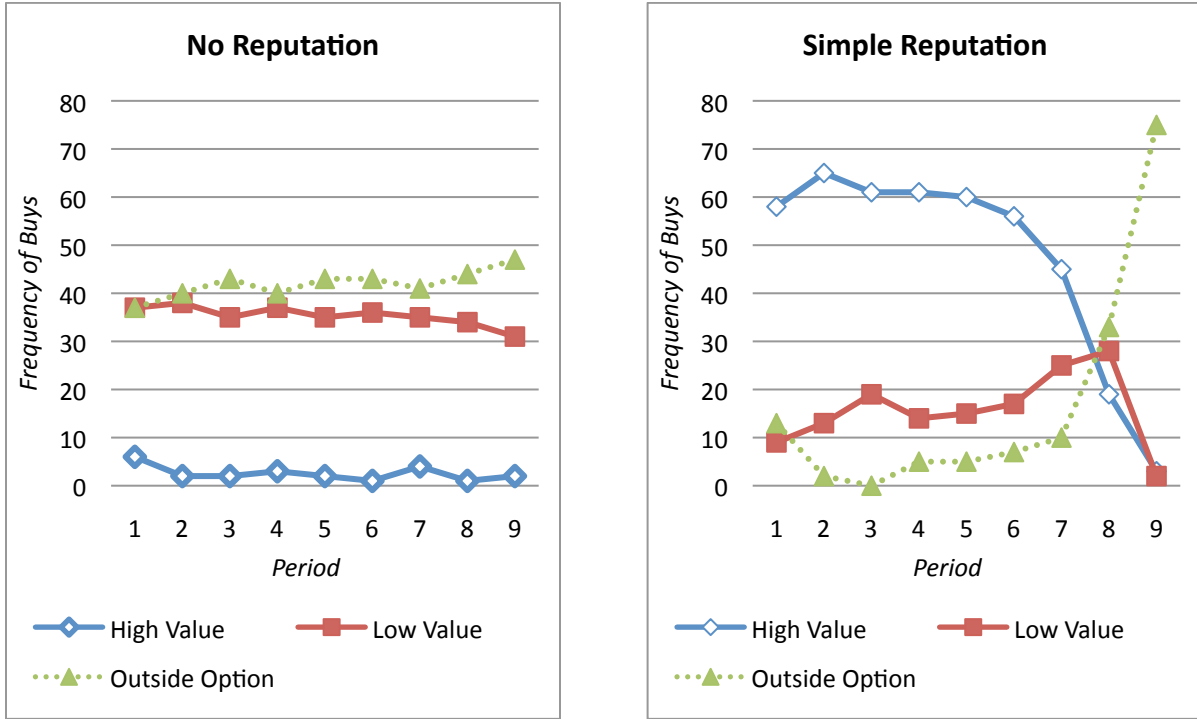 No Reputation
Frequency of Buys
80
70
60
50
40
30
20
10
0
1 2 3 4 5 6 7 8 9
Period
High Value Low Value
Outside Option
Simple Reputation
Frequency of Buys
80
70
60
50
40
30
20
10
0
1 2 3 4 5 6 7 8 9
Period
High Value Low Value
Outside Option